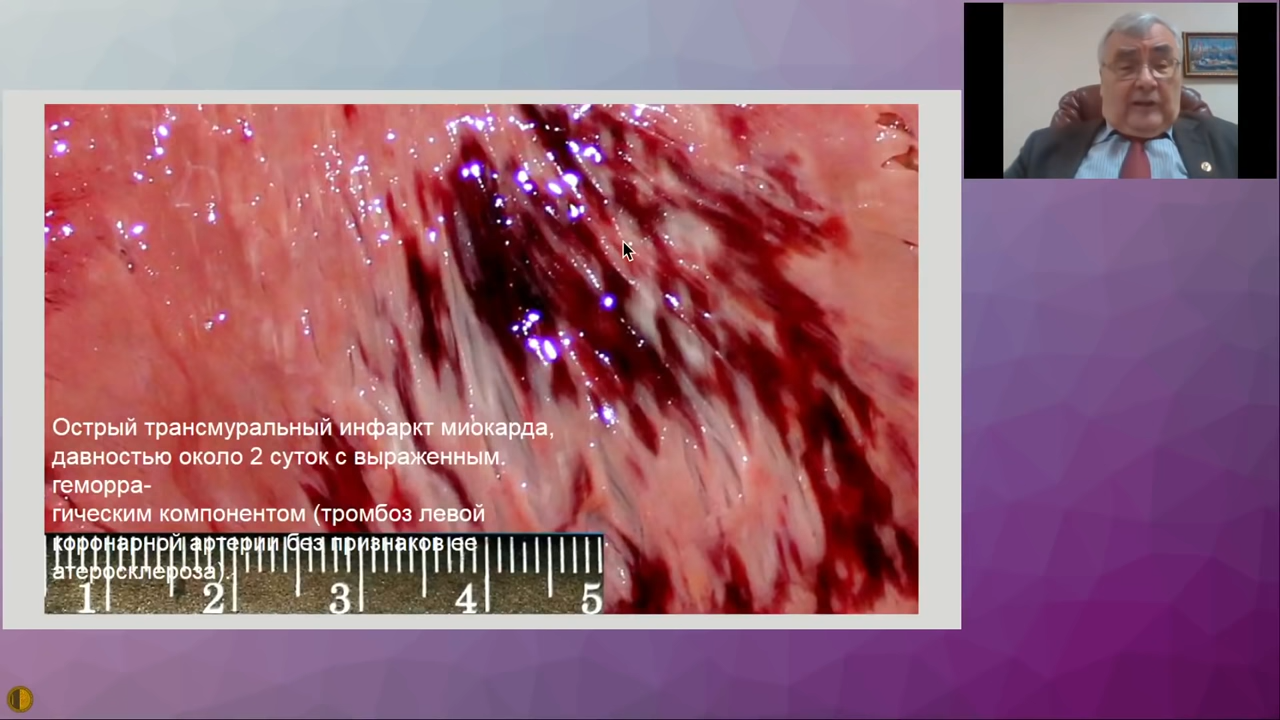 Острый трансмуральный инфаркт миокарда,
давностью около 2 суток с выраженным.
геморра-
гическим компонентом (тромбоз левой
коронарной артерии без признаков ее
атеросклероза).
1 2 3 4 5